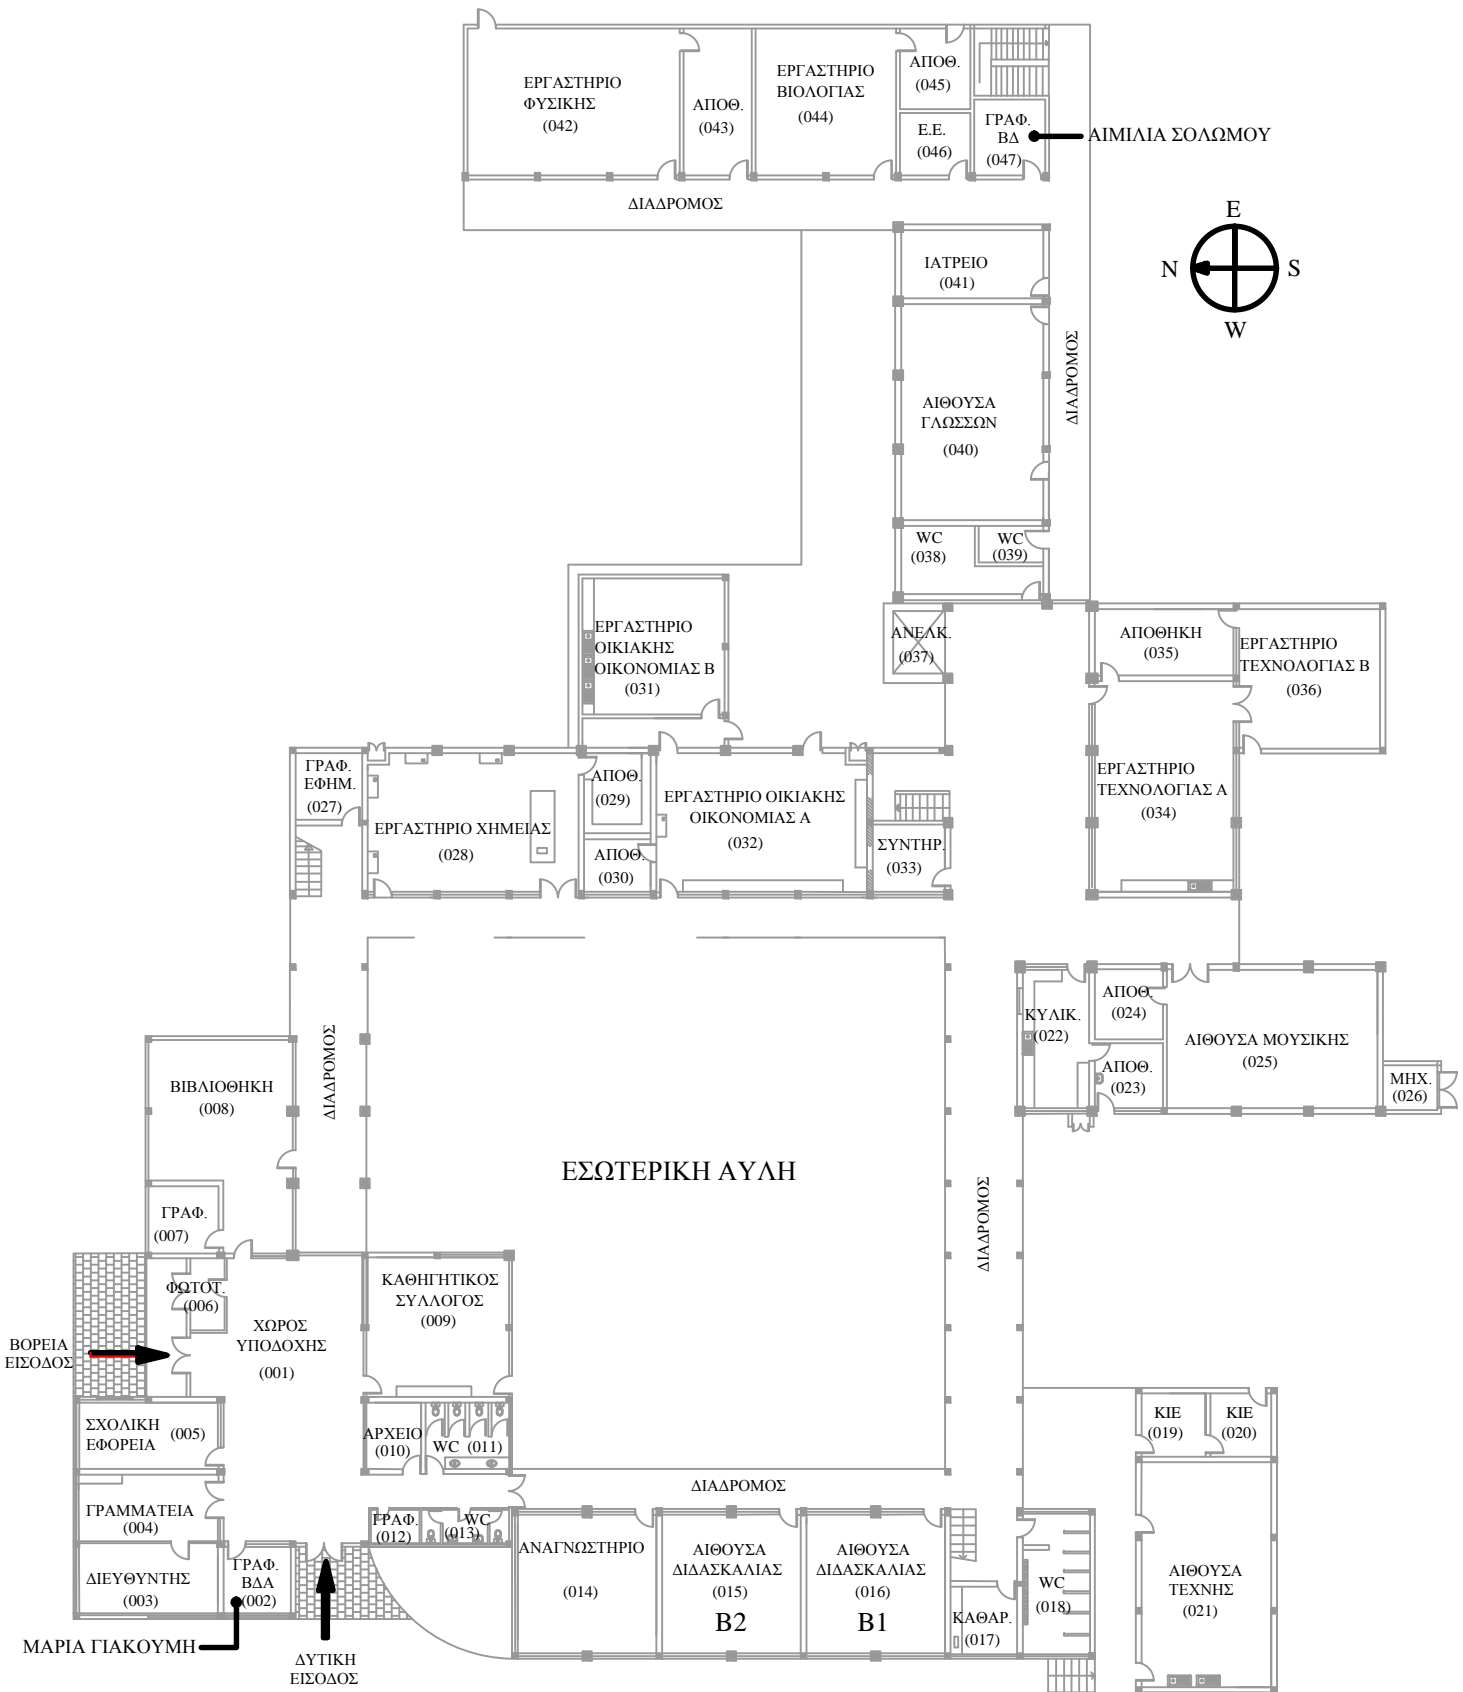 ΕΡΓΑΣΤΗΡΙΟ
ΦΥΣΙΚΗΣ
(042)
ΑΠΟΘ.
(043)
ΕΡΓΑΣΤΗΡΙΟ
ΒΙΟΛΟΓΙΑΣ
(044)
ΑΠΟΘ.
(045)
Ε.Ε.
(046)
ΓΡΑΦ.
ΒΔ
(047)
ΑΙΜΙΛΙΑ ΣΟΛΩΜΟΥ
ΔΙΑΔΡΟΜΟΣ
E
N
S
W
ΙΑΤΡΕΙΟ
(041)
ΔΙΑΔΡΟΜΟΣ
ΑΙΘΟΥΣΑ
ΓΛΩΣΣΩΝ
(040)
WC
(038)
WC
(039)
ΑΝΕΛΚ.
(037)
ΑΠΟΘΗΚΗ
(035)
ΕΡΓΑΣΤΗΡΙΟ
ΤΕΧΝΟΛΟΓΙΑΣ Β
(036)
ΕΡΓΑΣΤΗΡΙΟ
ΟΙΚΙΑΚΗΣ
ΟΙΚΟΝΟΜΙΑΣ Β
(031)
ΓΡΑΦ.
ΕΦΗΜ.
(027)
ΕΡΓΑΣΤΗΡΙΟ ΧΗΜΕΙΑΣ
(028)
ΑΠΟΘ.
(029)
ΑΠΟΘ.
(030)
ΕΡΓΑΣΤΗΡΙΟ ΟΙΚΙΑΚΗΣ
ΟΙΚΟΝΟΜΙΑΣ Α
(032)
ΣΥΝΤΗΡ.
(033)
ΕΡΓΑΣΤΗΡΙΟ
ΤΕΧΝΟΛΟΓΙΑΣ Α
(034)
ΚΥΛΙΚ.
(022)
ΑΠΟΘ.
(024)
ΑΠΟΘ.
(023)
ΑΙΘΟΥΣΑ ΜΟΥΣΙΚΗΣ
(025)
ΜΗΧ.
(026)
ΔΙΑΔΡΟΜΟΣ
ΒΙΒΛΙΟΘΗΚΗ
(008)
ΓΡΑΦ.
(007)
ΕΣΩΤΕΡΙΚΗ ΑΥΛΗ
ΔΙΑΔΡΟΜΟΣ
ΦΩΤΟΤ.
(006)
ΧΩΡΟΣ
ΥΠΟΔΟΧΗΣ
(001)
ΚΑΘΗΓΗΤΙΚΟΣ
ΣΥΛΛΟΓΟΣ
(009)
ΒΟΡΕΙΑ
ΕΙΣΟΔΟΣ
ΣΧΟΛΙΚΗ
ΕΦΟΡΕΙΑ
(005)
ΑΡΧΕΙΟ
(010)
WC (011)
ΓΡΑΜΜΑΤΕΙΑ
(004)
ΔΙΑΔΡΟΜΟΣ
ΓΡΑΦ.
(012)
WC
(013)
ΔΙΕΥΘΥΝΤΗΣ
(003)
ΓΡΑΦ.
ΒΔΑ
(002)
ΜΑΡΙΑ ΓΙΑΚΟΥΜΗ
ΔΥΤΙΚΗ
ΕΙΣΟΔΟΣ
ΑΝΑΓΝΩΣΤΗΡΙΟ
(014)
ΑΙΘΟΥΣΑ
ΔΙΔΑΣΚΑΛΙΑΣ
(015)
Β2
ΑΙΘΟΥΣΑ
ΔΙΔΑΣΚΑΛΙΑΣ
(016)
Β1
ΚΑΘΑΡ.
(017)
WC
(018)
ΚΙΕ
(019)
ΚΙΕ
(020)
ΑΙΘΟΥΣΑ
ΤΕΧΝΗΣ
(021)